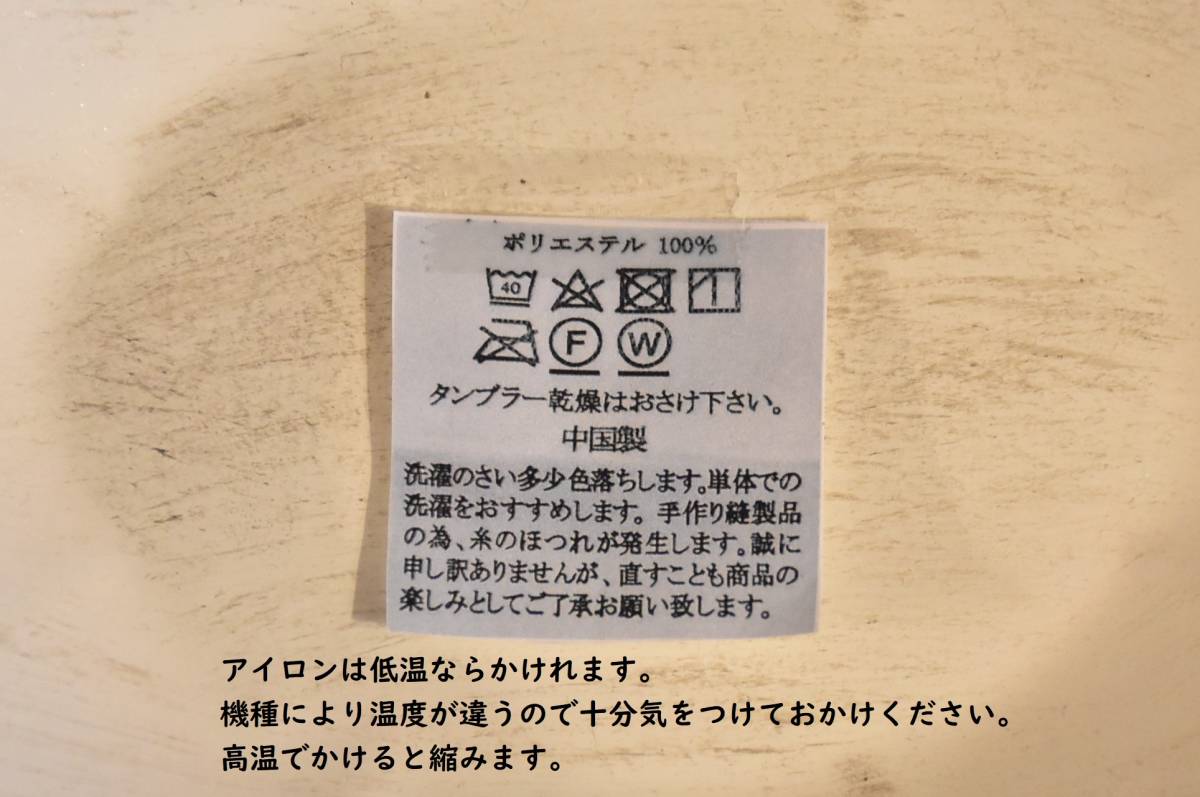 ポリエステル 100%
40
F W
タンブラー乾燥はおさけ下さい。
中国製
洗濯のさい多少色落ちします。単体での
洗濯をおすすめします。手作り縫製品
の為、糸のほつれが発生します。誠に
申し訳ありませんが、直すことも商品の
楽しみとしてご了承お願い致します。
アイロンは低温ならかけれます。
機種により温度が違うので十分気をつけておかけください。
高温でかけると縮みます。